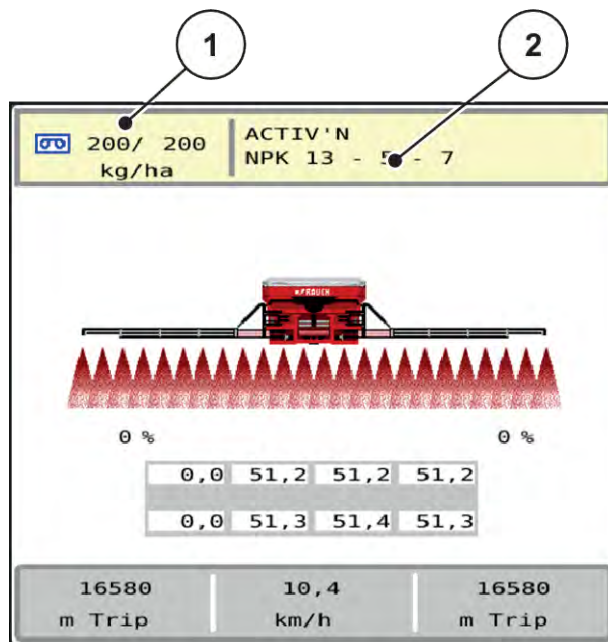 1
2
200/ 200
kg/ha
ACTIV'N
NPK 13 - 5 - 7
RAUCH
0 %
0 %
0,0 51,2 51,2 51,2
0,0 51,3 51,4 51,3
16580
m Trip
10,4
km/h
16580
m Trip